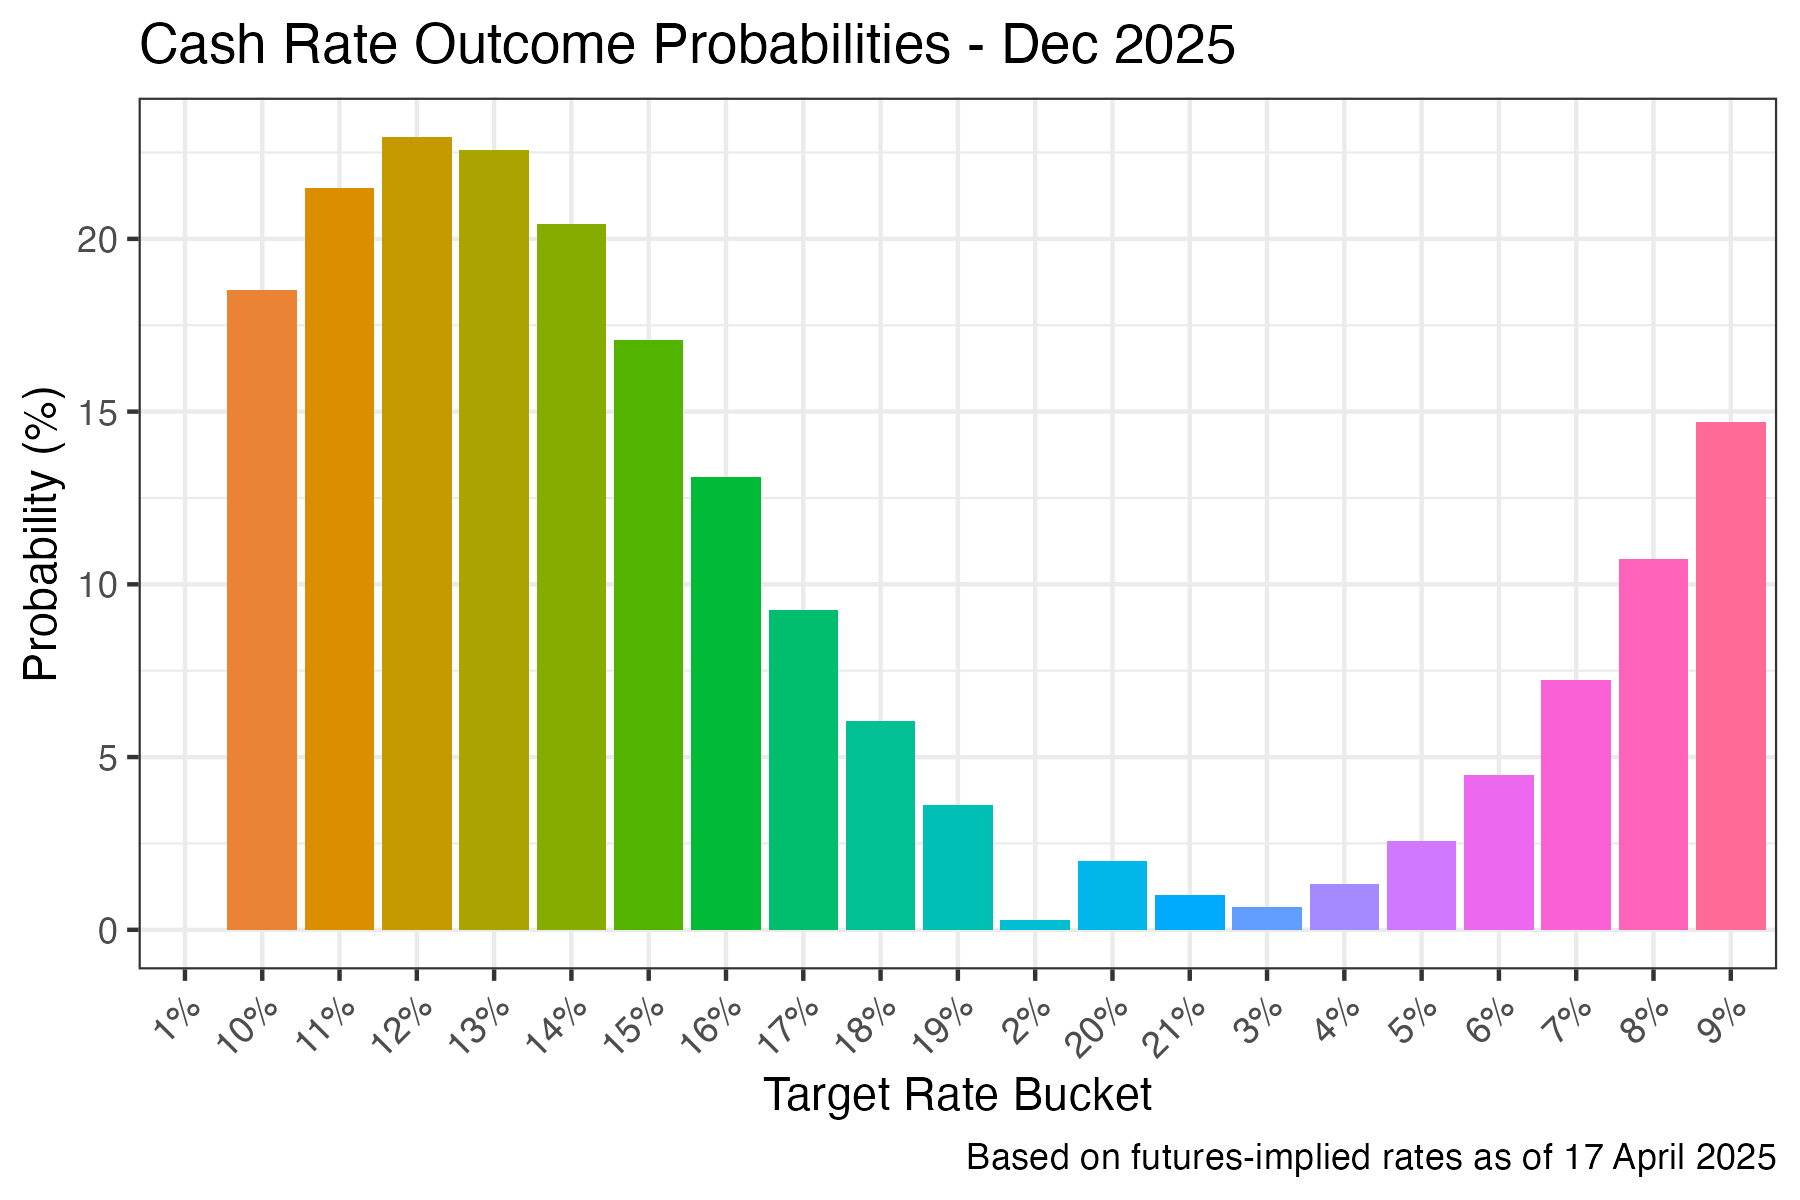 Cash Rate Outcome Probabilities - Dec 2025
Probability (%)
20
15
10
5
0
1% 10% 11% 12% 13% 14% 15% 16% 17% 18% 19% 2% 20% 21% 3% 4% 5% 6% 7% 8% 9%
Target Rate Bucket
Based on futures-implied rates as of 17 April 2025